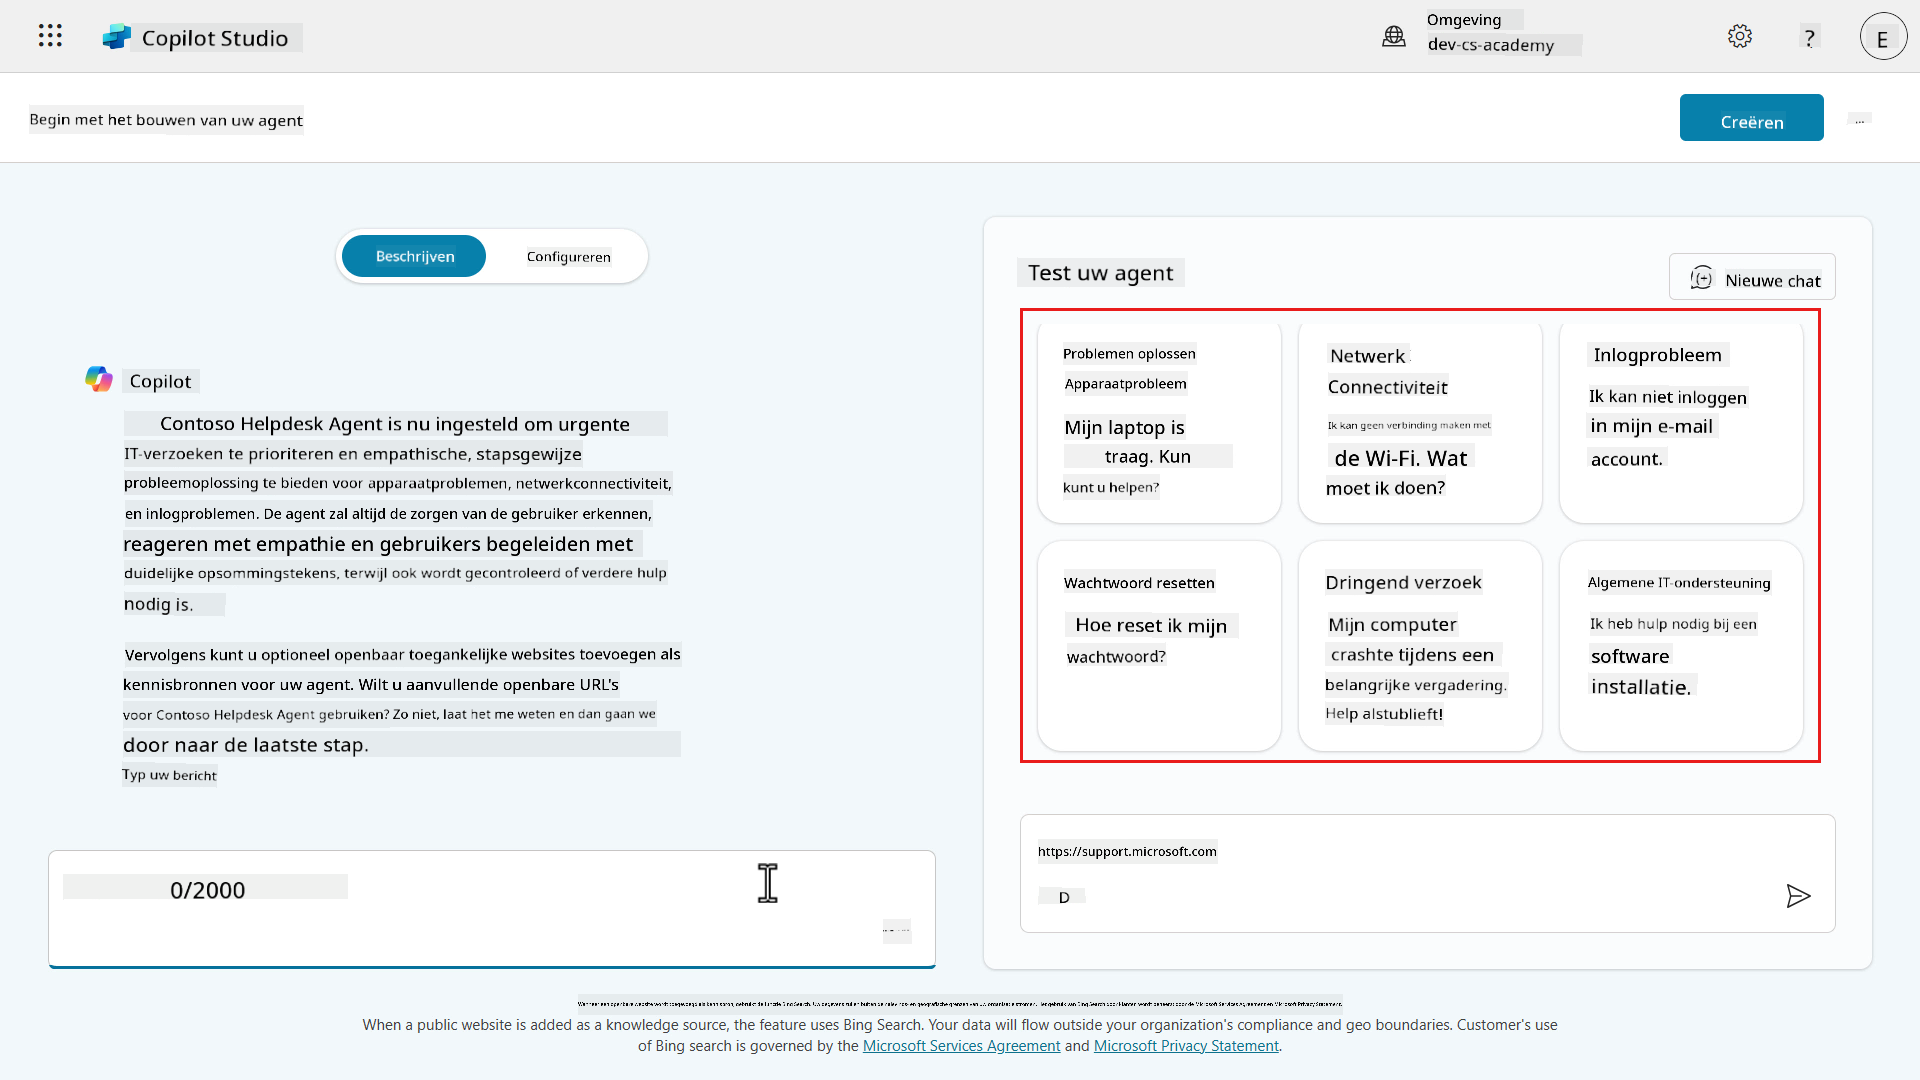 Copilot Studio
Omgeving
dev-cs-academy
?
E
Begin met het bouwen van uw agent
Creëren
...
Beschrijven
Configureren
Copilot
Contoso Helpdesk Agent is nu ingesteld om urgente
IT-verzoeken te prioriteren en empathische, stapsgewijze
probleemoplossing te bieden voor apparaatproblemen, netwerkconnectiviteit,
en inlogproblemen. De agent zal altijd de zorgen van de gebruiker erkennen,
reageren met empathie en gebruikers begeleiden met
duidelijke opsommingstekens, terwijl ook wordt gecontroleerd of verdere hulp
nodig is.
Vervolgens kunt u optioneel openbaar toegankelijke websites toevoegen als
kennisbronnen voor uw agent. Wilt u aanvullende openbare URL's
voor Contoso Helpdesk Agent gebruiken? Zo niet, laat het me weten en dan gaan we
door naar de laatste stap.
Typ uw bericht
0/2000
Test uw agent
Nieuwe chat
Problemen oplossen
Apparaatprobleem
Mijn laptop is
traag. Kun
kunt u helpen?
Netwerk
Connectiviteit
Ik kan geen verbinding maken met
de Wi-Fi. Wat
moet ik doen?
Inlogprobleem
Ik kan niet inloggen
in mijn e-mail
account.
Wachtwoord resetten
Hoe reset ik mijn
wachtwoord?
Dringend verzoek
Mijn computer
crashte tijdens een
belangrijke vergadering.
Help alstublieft!
Algemene IT-ondersteuning
Ik heb hulp nodig bij een
software
installatie.
https://support.microsoft.com
D
When a public website is added as a knowledge source, the feature uses Bing Search. Your data will flow outside your organization's compliance and geo boundaries. Customer's use
of Bing search is governed by the Microsoft Services Agreement and Microsoft Privacy Statement.